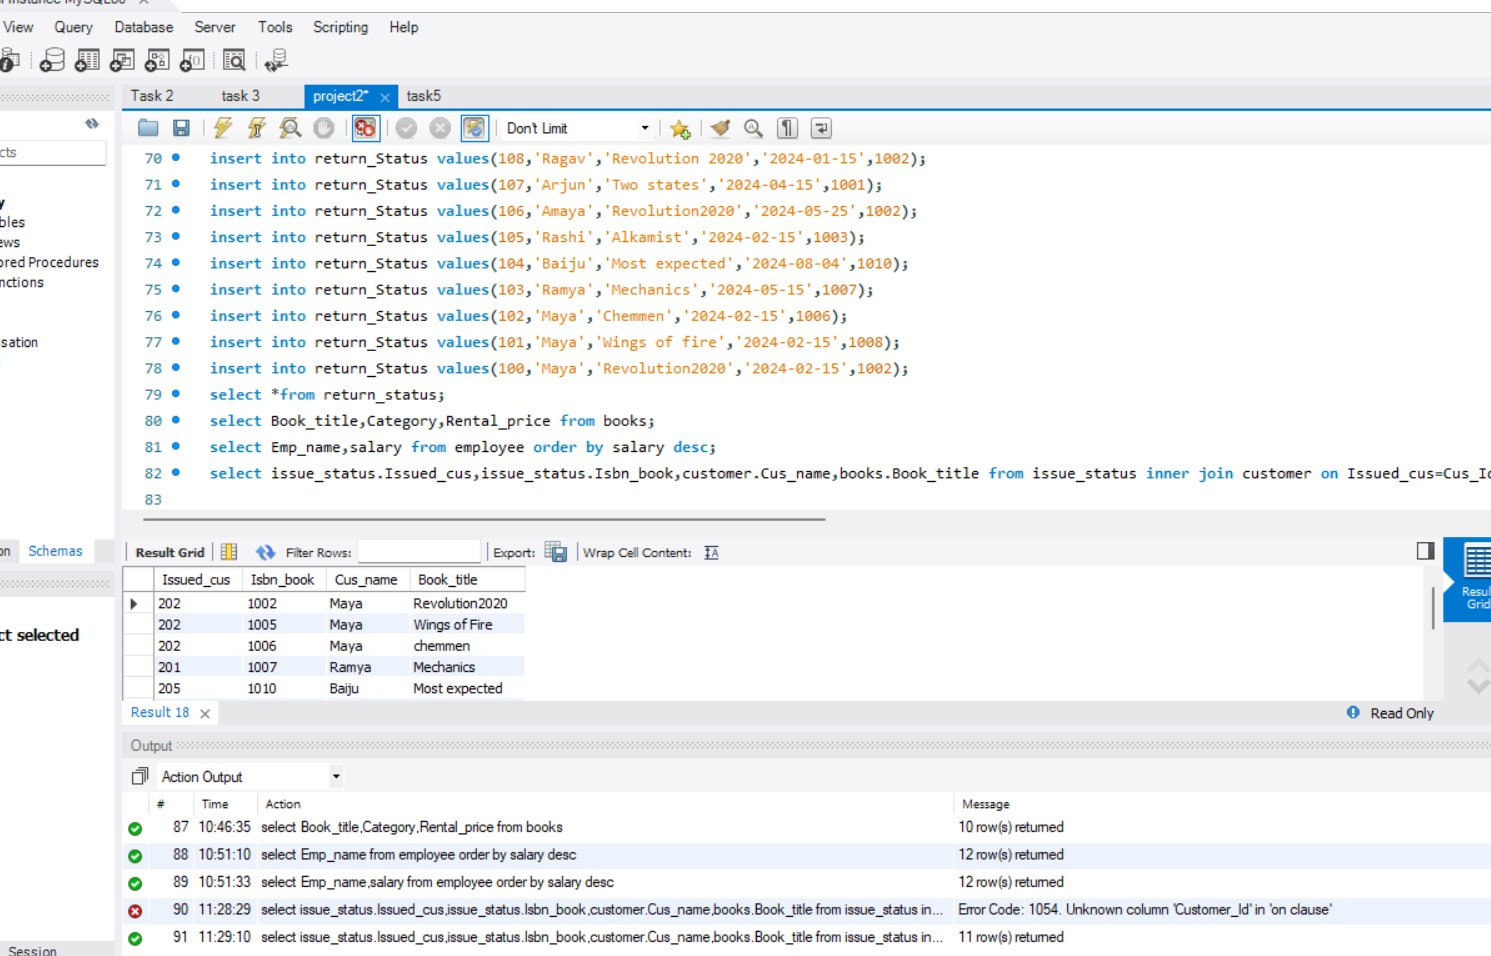 View Query Database Server Tools Scripting Help
Task 2 task 3 project2* task5
Don't Limit
70 insert into return_Status values(108,'Ragav','Revolution 2020','2024-01-15',1002);
71 insert into return_Status values(107,'Arjun','Two states','2024-04-15',1001);
72 insert into return_Status values(106,'Amaya','Revolution2020','2024-05-25',1002);
73 insert into return_Status values(105,'Rashi','Alkamist','2024-02-15',1003);
74 insert into return_Status values(104,'Baiju','Most expected','2024-08-04',1010);
75 insert into return_Status values(103,'Ramya','Mechanics','2024-05-15',1007);
76 insert into return_Status values(102,'Maya','Chemmen','2024-02-15',1006);
77 insert into return_Status values(101,'Maya','Wings of fire','2024-02-15',1008);
78 insert into return_Status values(100,'Maya','Revolution2020','2024-02-15',1002);
79 select *from return_status;
80 select Book_title,Category,Rental_price from books;
81 select Emp_name,salary from employee order by salary desc;
82 select issue_status.Issued_cus,issue_status.Isbn_book,customer.Cus_name,books.Book_title from issue_status inner join customer on Issued_cus=Cus_Id
83
cts
y
bles
ews
ored Procedures
nctions
sation
on Schemas
ct selected
Session
Result Grid Filter Rows: Export: Wrap Cell Content:
Issued_cus Isbn_book Cus_name Book_title
202 1002 Maya Revolution2020
202 1005 Maya Wings of Fire
202 1006 Maya chemmen
201 1007 Ramya Mechanics
205 1010 Baiju Most expected
Result
Grid
Result 18 Read Only
Output
Action Output
# Time Action Message
87 10:46:35 select Book_title,Category,Rental_price from books 10 row(s) returned
88 10:51:10 select Emp_name from employee order by salary desc 12 row(s) returned
89 10:51:33 select Emp_name,salary from employee order by salary desc 12 row(s) returned
90 11:28:29 select issue_status.Issued_cus,issue_status.Isbn_book,customer.Cus_name,books.Book_title from issue_status in... Error Code: 1054. Unknown column 'Customer_Id' in 'on clause'
91 11:29:10 select issue_status.Issued_cus,issue_status.Isbn_book,customer.Cus_name,books.Book_title from issue_status in... 11 row(s) returned